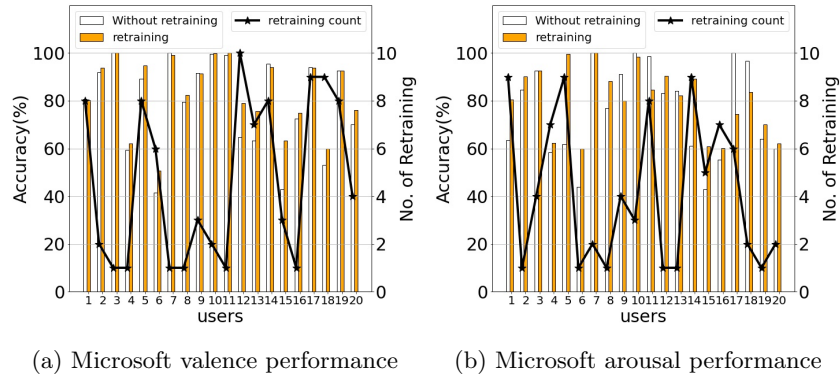 Without retraining
retraining
retraining count
100
80
60
40
20
0
Accuracy(%)
10
8
6
4
2
0
No. of Retraining
1 2 3 4 5 6 7 8 9 10 11 12 13 14 15 16 17 18 19 20
users
(a) Microsoft valence performance
Without retraining
retraining
retraining count
100
80
60
40
20
0
Accuracy(%)
10
8
6
4
2
0
No. of Retraining
1 2 3 4 5 6 7 8 9 10 11 12 13 14 15 16 17 18 19 20
users
(b) Microsoft arousal performance